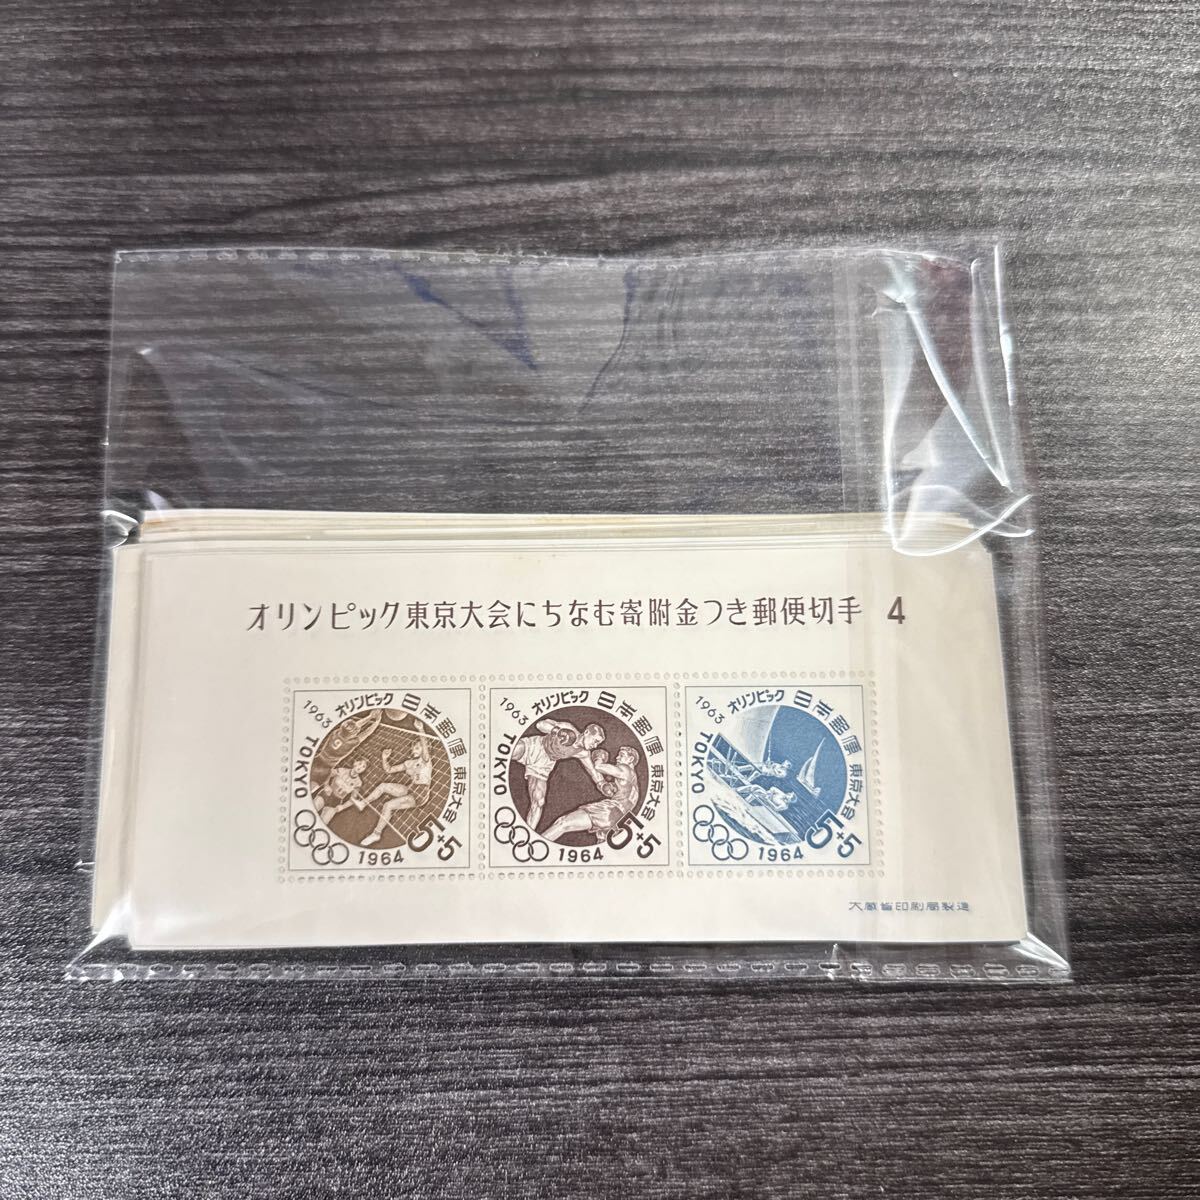 オリンピック東京大会にちなむ寄附金つき郵便切手 4
1963 オリンピック 日本郵便 東京大会
TOKYO
1964 5+5
1963 オリンピック 日本郵便 東京大会
TOKYO
1964 5+5
1963 オリンピック 日本郵便 東京大会
TOKYO
1964 5+5
大蔵省印刷局製造